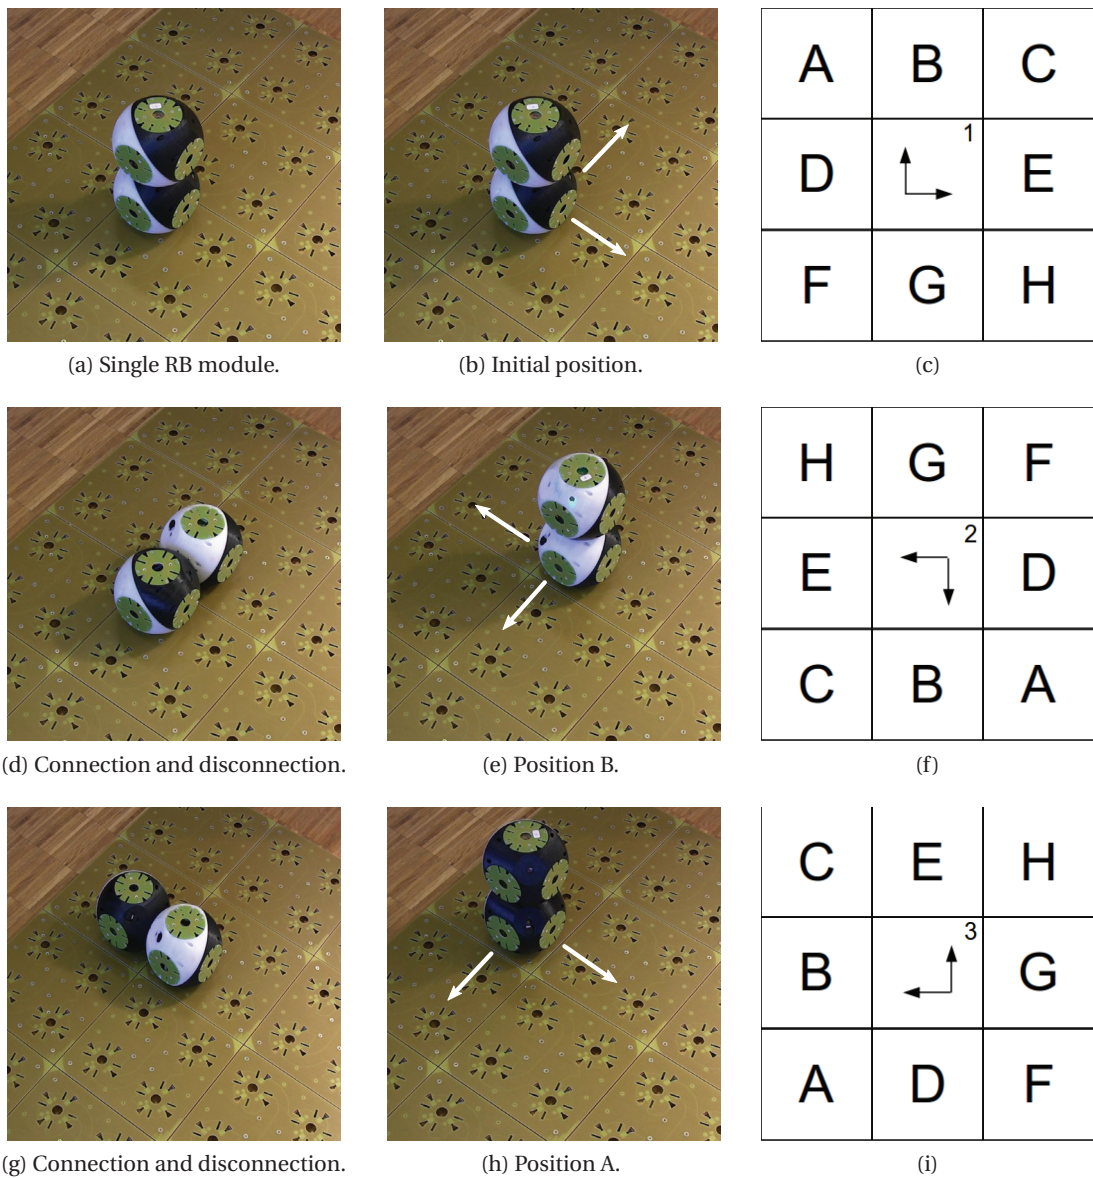 A B C
1
D E
F G H
(a) Single RB module. (b) Initial position. (c)
H G F
2
E D
C B A
(d) Connection and disconnection. (e) Position B. (f)
C E H
3
B G
A D F
(g) Connection and disconnection. (h) Position A. (i)